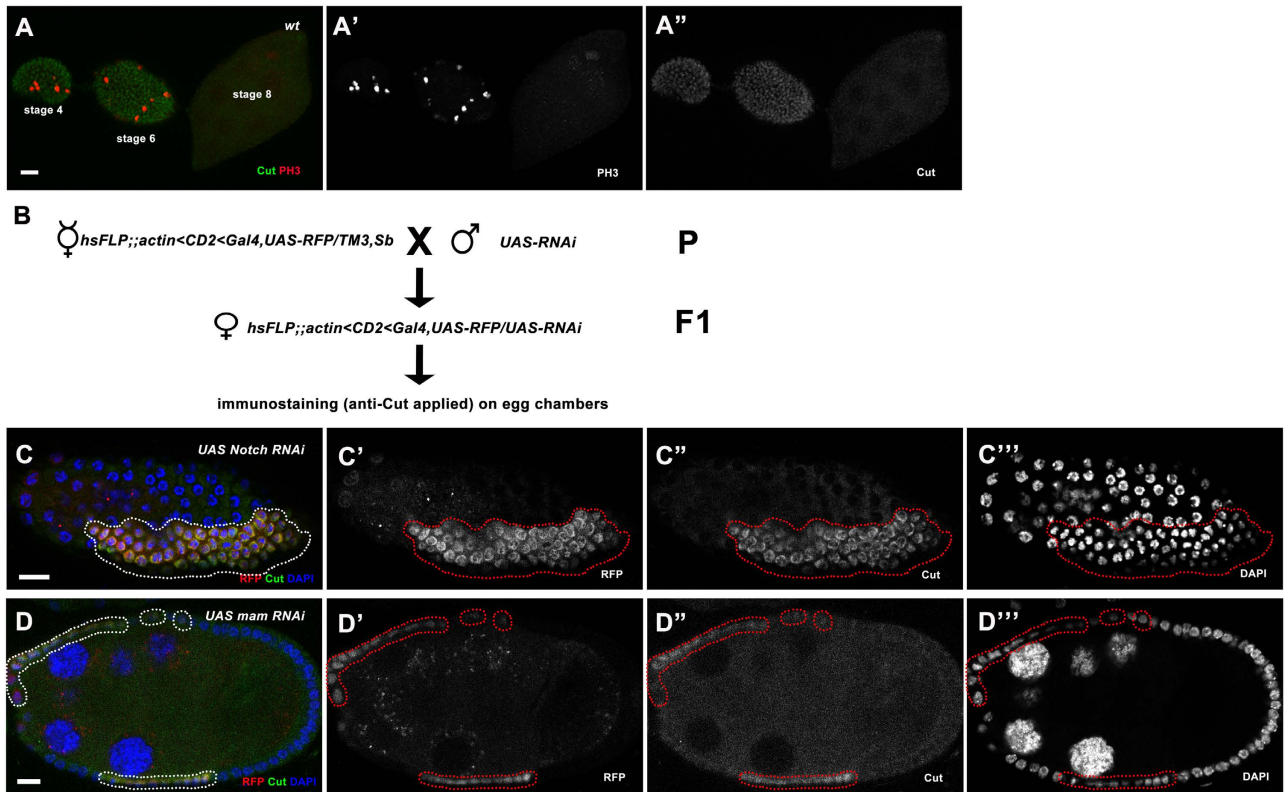 A
wt
stage 4
stage 6
stage 8
Cut PH3
A'
PH3
A"
Cut
B
hsFLP;;actin<CD2<Gal4,UAS-RFP/TM3,Sb
X
UAS-RNAi
P
hsFLP;;actin<CD2<Gal4,UAS-RFP/UAS-RNAi
F1
immunostaining (anti-Cut applied) on egg chambers
C
UAS Notch RNAi
RFP Cut DAPI
C'
RFP
C"
Cut
C'''
DAPI
D
UAS mam RNAi
RFP Cut DAPI
D'
RFP
D"
Cut
D'''
DAPI